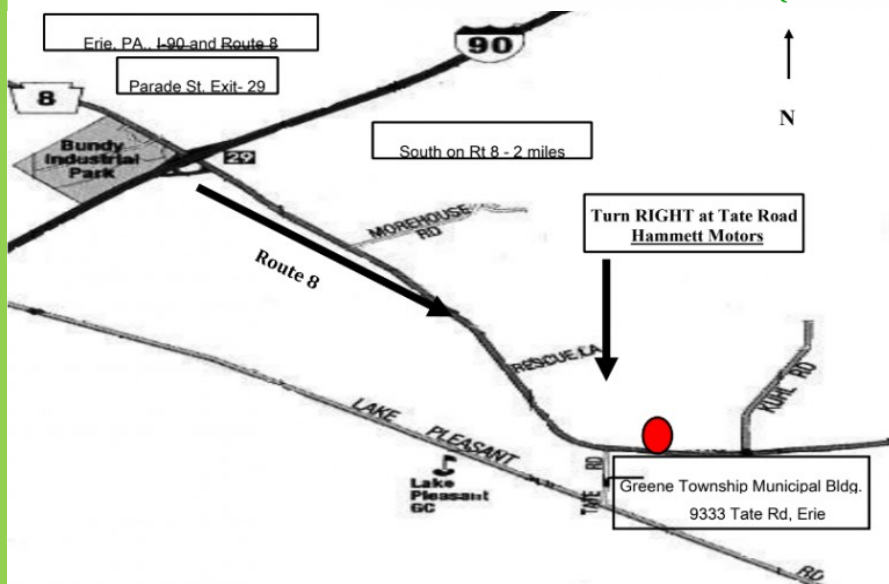 Erie, PA., I-90 and Route 8
Parade St. Exit- 29
90
8
N
Bundy
Industrial
Park
29
South on Rt 8 - 2 miles
MOREHOUSE
RD
Turn RIGHT at Tate Road
Hammett Motors
Route 8
RESCUE LA
KUHL RD
LAKE PLEASANT RD
Lake
Pleasant
GC
TATE RD
Greene Township Municipal Bldg.
9333 Tate Rd, Erie